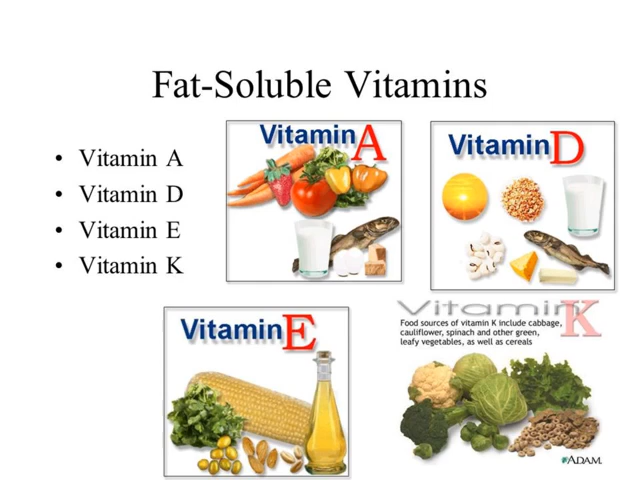 Fat-Soluble Vitamins
• Vitamin A
• Vitamin D
• Vitamin E
• Vitamin K
Vitamin A
Vitamin D
Vitamin E
Vitamin K
Food sources of vitamin K include cabbage,
cauliflower, spinach and other green,
leafy vegetables, as well as cereals
ADAM.